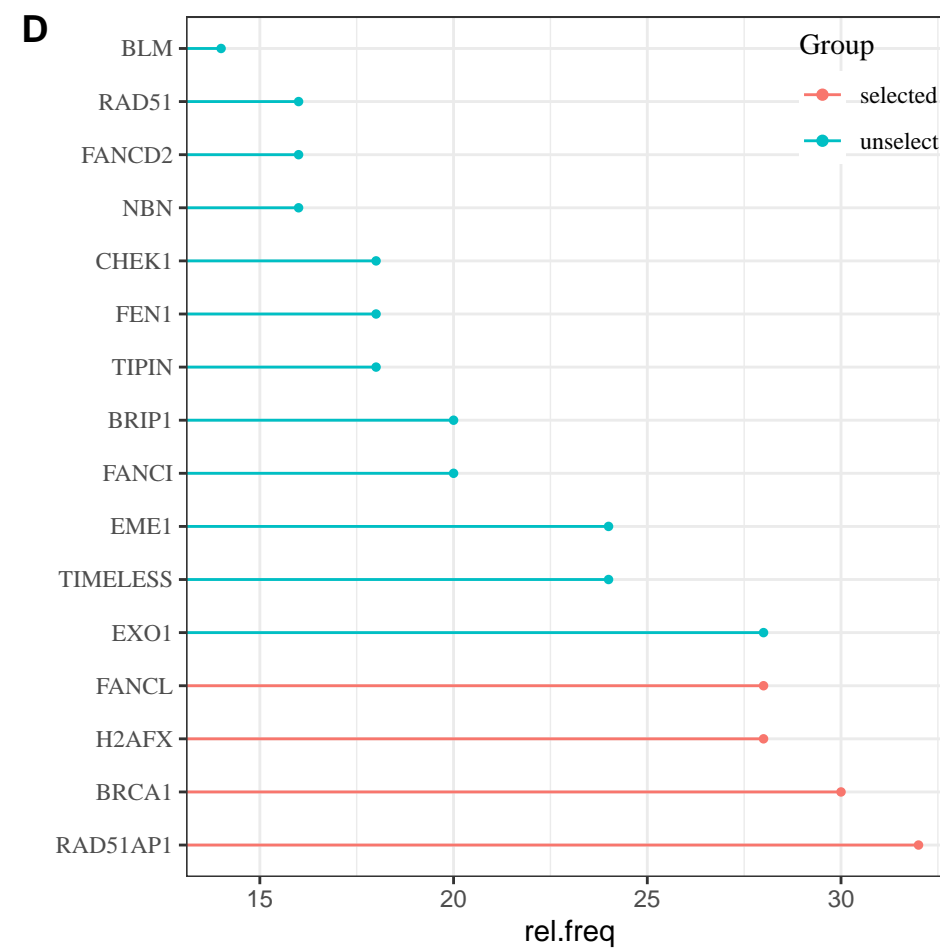 D
BLM
RAD51
FANCD2
NBN
CHEK1
FEN1
TIPIN
BRIP1
FANCI
EME1
TIMELESS
EXO1
FANCL
H2AFX
BRCA1
RAD51AP1
Group
selected
unselect
15 20 25 30
rel.freq